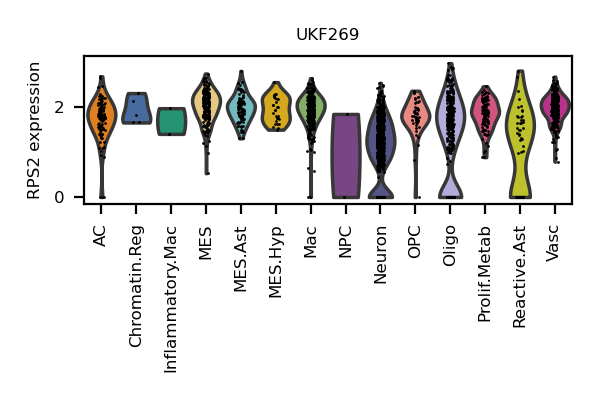 UKF269
RPS2 expression
2
0
AC
Chromatin.Reg
Inflammatory.Mac
MES
MES.Ast
MES.Hyp
Mac
NPC
Neuron
OPC
Oligo
Prolif.Metab
Reactive.Ast
Vasc